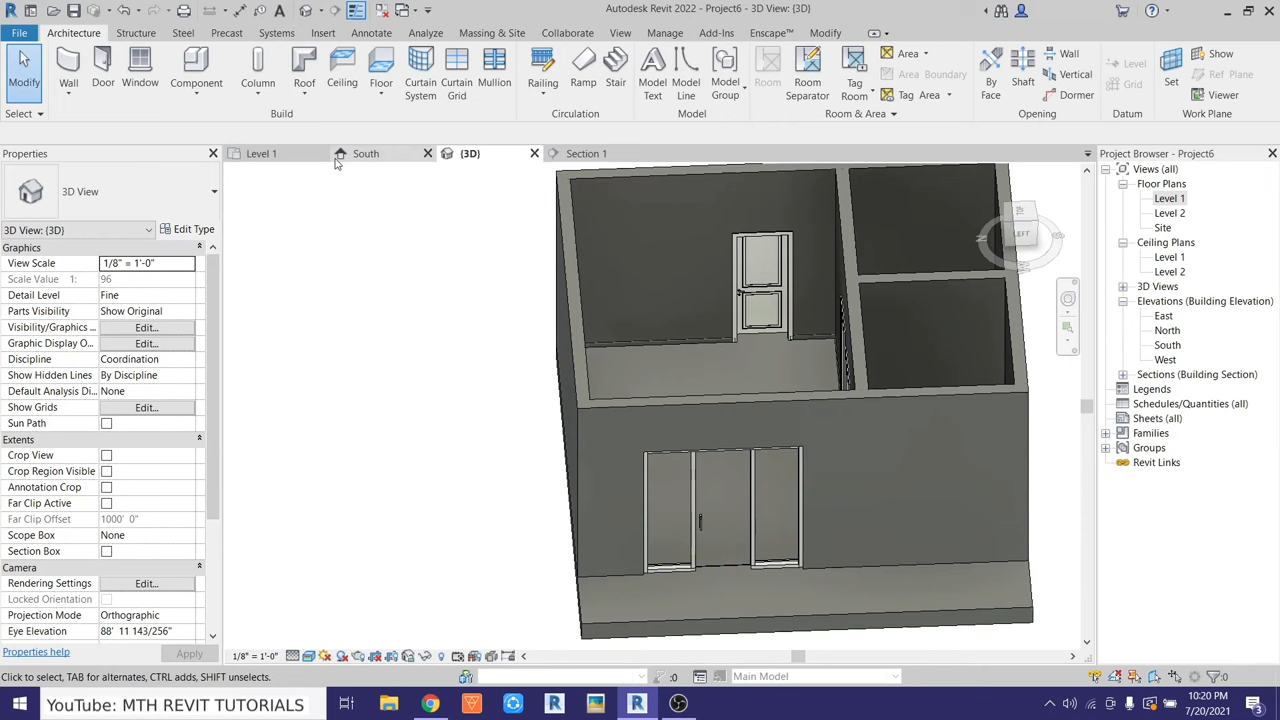 Autodesk Revit 2022 - Project6 - 3D View: {3D}
File Architecture Structure Steel Precast Systems Insert Annotate Analyze Massing & Site Collaborate View Manage Add-Ins Enscape™ Modify
Modify Wall Door Window Component Column Roof Ceiling Floor Curtain System Curtain Grid Mullion Railing Ramp Stair Model Text Model Line Model Group Room Room Separator Tag Room
Area
Area Boundary
Tag Area
By Face Shaft
Wall
Vertical
Dormer
Level
Grid
Set
Show
Ref Plane
Viewer
Select Build Circulation Model Room & Area Opening Datum Work Plane
Properties
Level 1 South {3D} Section 1
Project Browser - Project6
3D View
3D View: {3D} Edit Type
Graphics
View Scale 1/8" = 1'-0"
Scale Value 1: 96
Detail Level Fine
Parts Visibility Show Original
Visibility/Graphics ... Edit...
Graphic Display O... Edit...
Discipline Coordination
Show Hidden Lines By Discipline
Default Analysis Di... None
Show Grids Edit...
Sun Path
Extents
Crop View
Crop Region Visible
Annotation Crop
Far Clip Active
Far Clip Offset 1000' 0"
Scope Box None
Section Box
Camera
Rendering Settings Edit...
Locked Orientation
Projection Mode Orthographic
Eye Elevation 88' 11 143/256"
Properties help Apply
LEFT
Views (all)
Floor Plans
Level 1
Level 2
Site
Ceiling Plans
Level 1
Level 2
3D Views
Elevations (Building Elevation)
East
North
South
West
Sections (Building Section)
Legends
Schedules/Quantities (all)
Sheets (all)
Families
Groups
Revit Links
1/8" = 1'-0"
Click to select, TAB for alternates, CTRL adds, SHIFT unselects.
:0
Main Model
:0
YouTube: MTH REVIT TUTORIALS
10:20 PM
7/20/2021
3